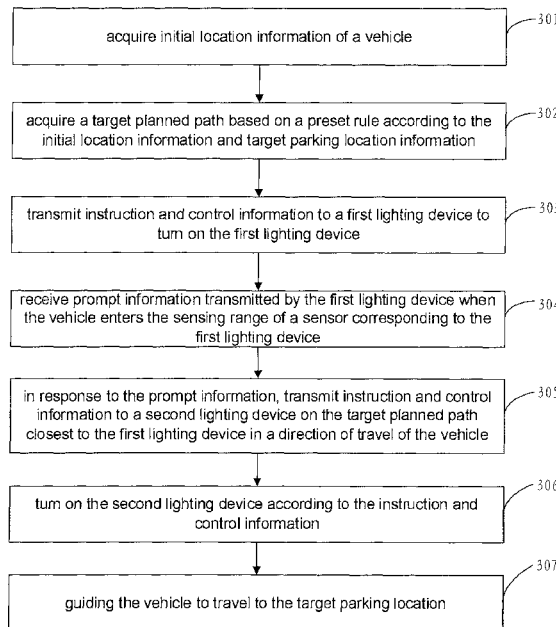 301
acquire initial location information of a vehicle
302
acquire a target planned path based on a preset rule according to the
initial location information and target parking location information
303
transmit instruction and control information to a first lighting device to
turn on the first lighting device
304
receive prompt information transmitted by the first lighting device when
the vehicle enters the sensing range of a sensor corresponding to the
first lighting device
305
in response to the prompt information, transmit instruction and control
information to a second lighting device on the target planned path
closest to the first lighting device in a direction of travel of the vehicle
306
turn on the second lighting device according to the instruction and
control information
307
guiding the vehicle to travel to the target parking location